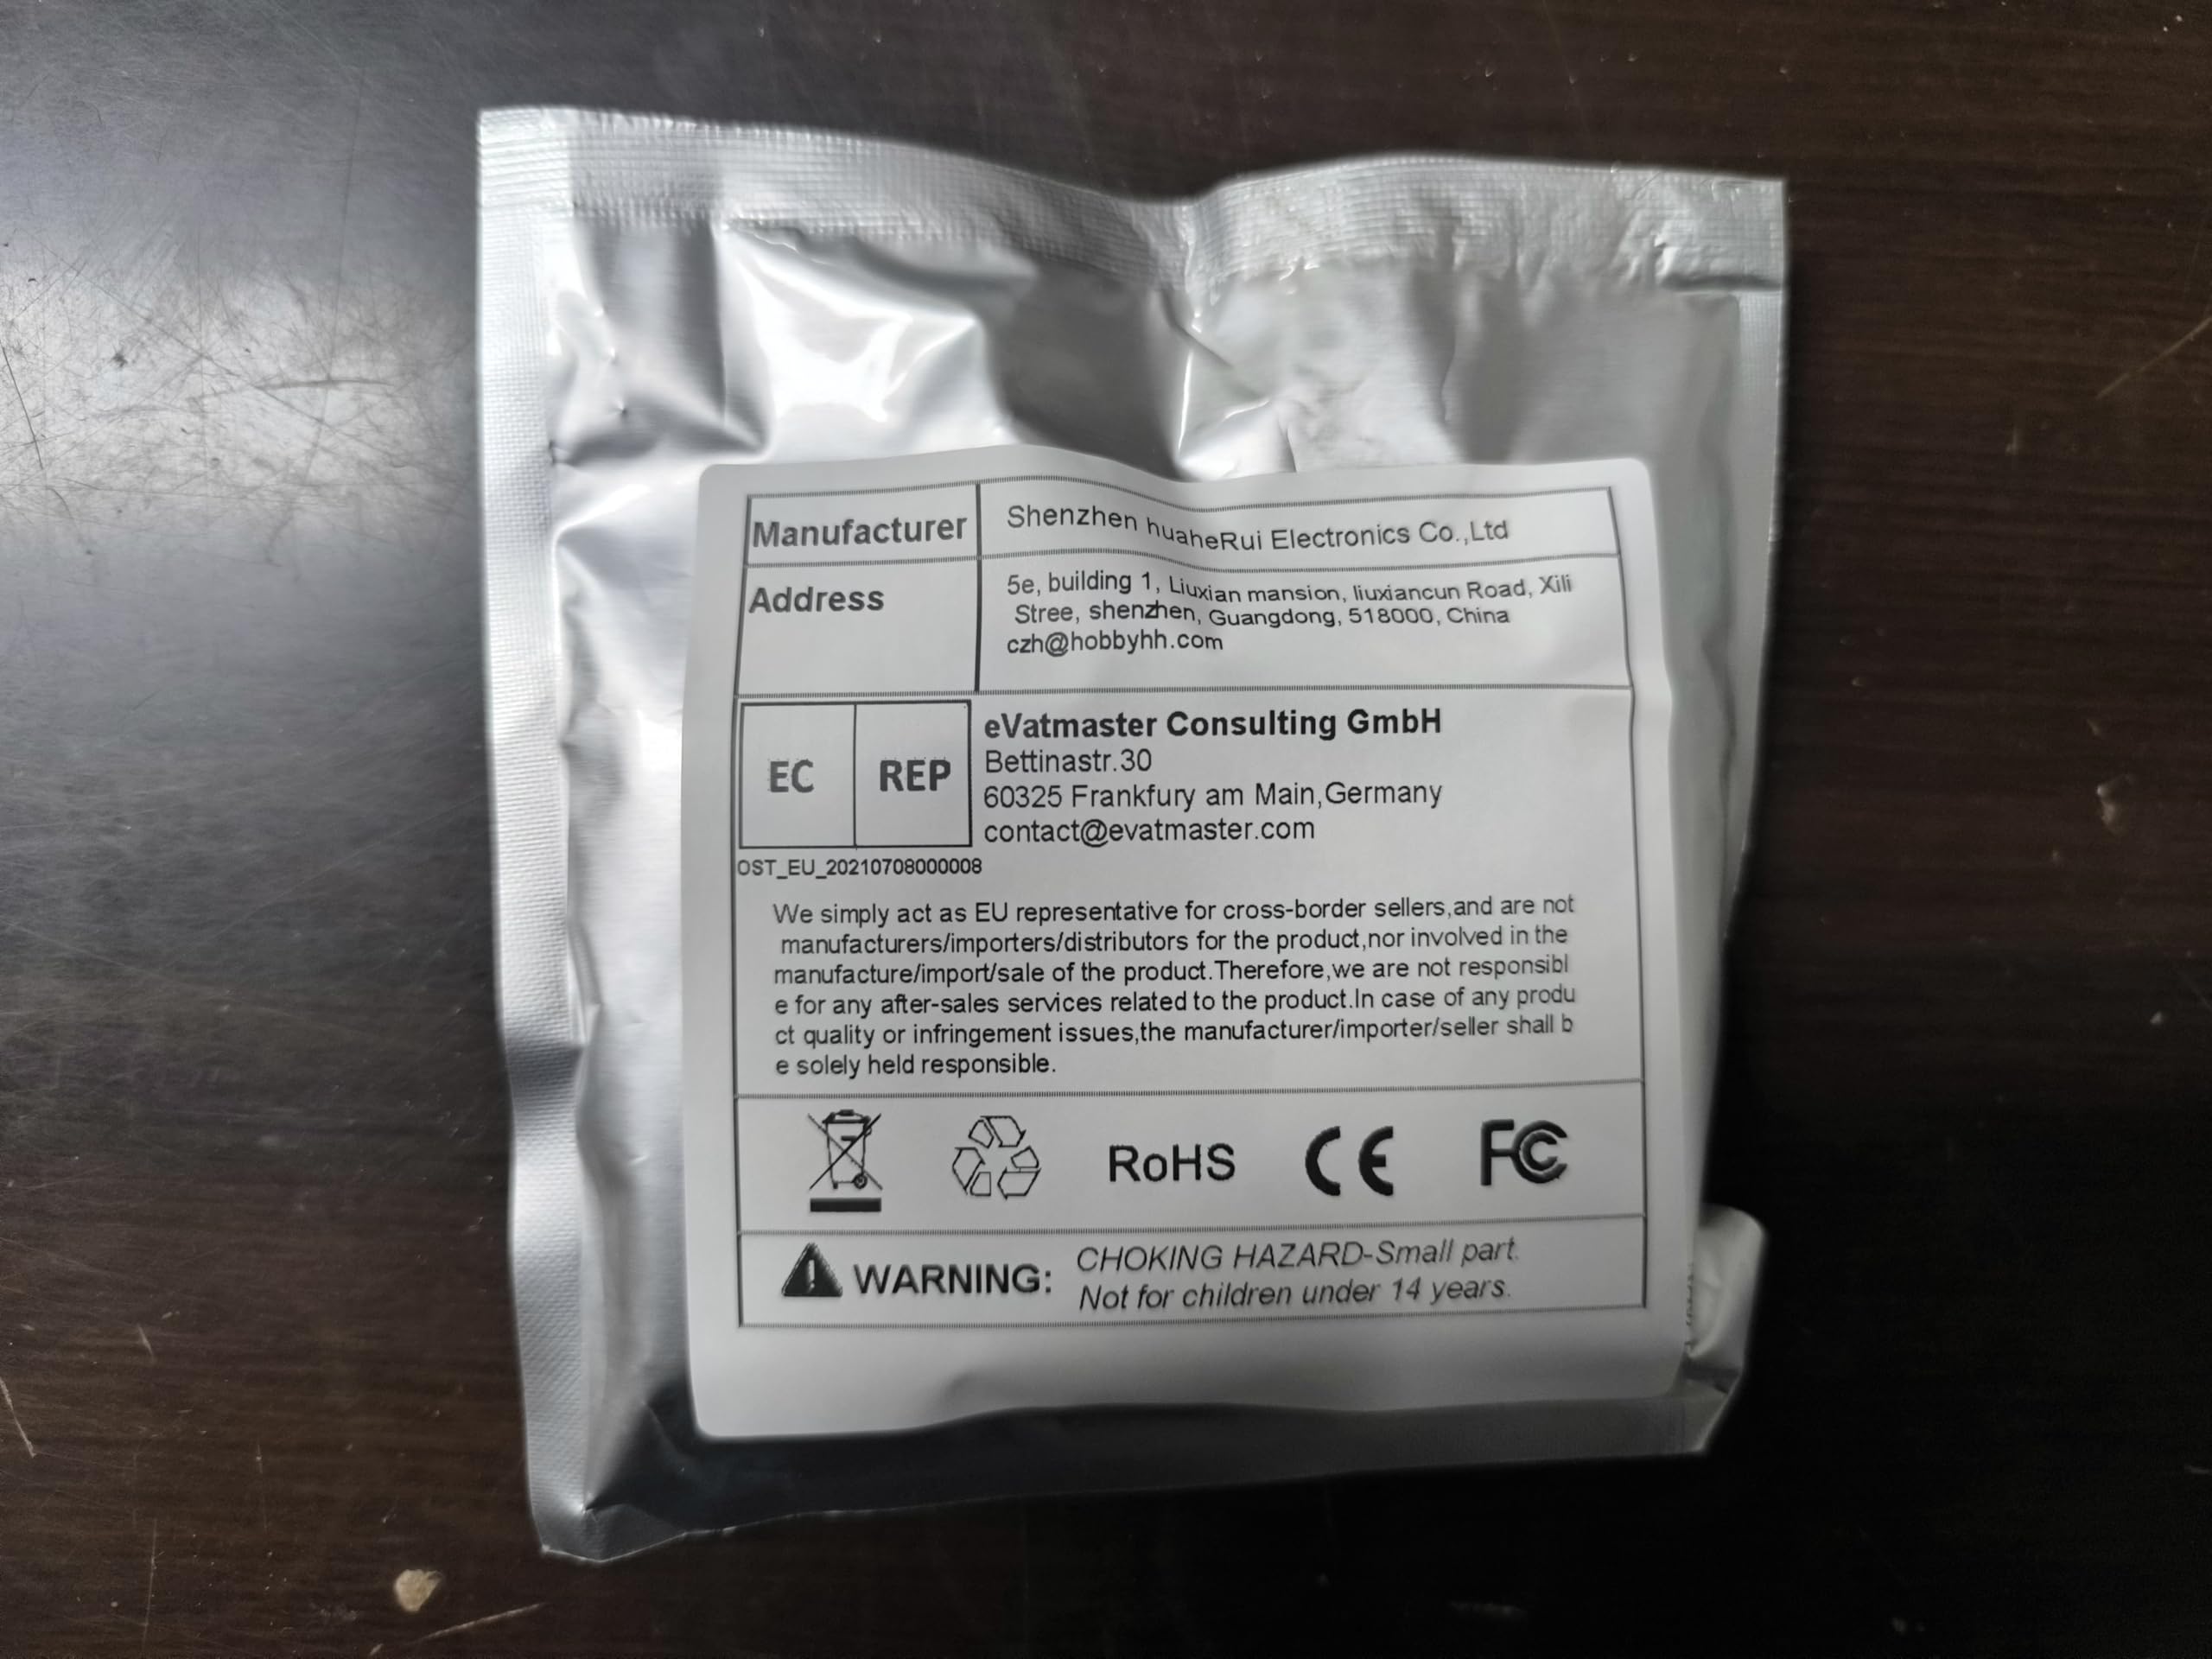 Manufacturer
Shenzhen huaheRui Electronics Co.,Ltd
Address
5e, building 1, Liuxian mansion, liuxiancun Road, Xili
Stree, shenzhen, Guangdong, 518000, China
czh@hobbyhh.com
EC REP
eVatmaster Consulting GmbH
Bettinastr.30
60325 Frankfury am Main,Germany
contact@evatmaster.com
OST_EU_20210708000008
We simply act as EU representative for cross-border sellers,and are not
manufacturers/importers/distributors for the product,nor involved in the
manufacture/import/sale of the product.Therefore,we are not responsibl
e for any after-sales services related to the product.In case of any produ
ct quality or infringement issues,the manufacturer/importer/seller shall b
e solely held responsible.
RoHS CE FC
WARNING:
CHOKING HAZARD-Small part.
Not for children under 14 years.